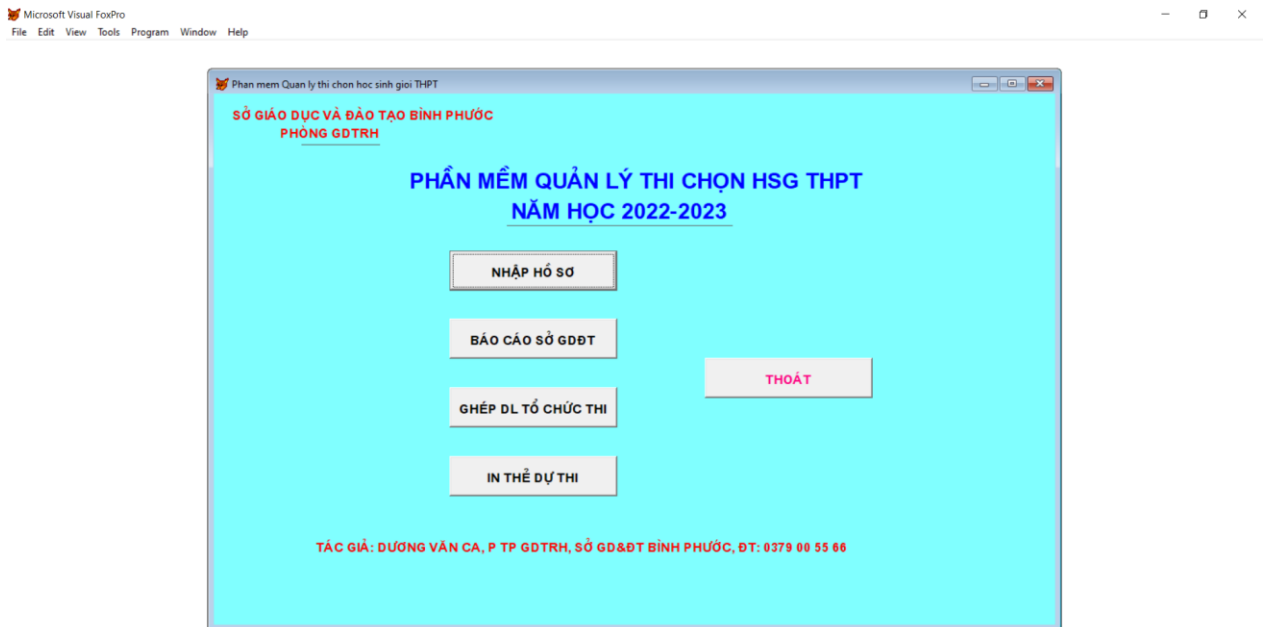 Microsoft Visual FoxPro
File Edit View Tools Program Window Help
Phan mem Quan ly thi chon hoc sinh gioi THPT
SỞ GIÁO DỤC VÀ ĐÀO TẠO BÌNH PHƯỚC
PHÒNG GDTRH
PHẦN MỀM QUẢN LÝ THI CHỌN HSG THPT
NĂM HỌC 2022-2023
NHẬP HỒ SƠ
BÁO CÁO SỞ GDĐT
THOÁT
GHÉP DL TỔ CHỨC THI
IN THẺ DỰ THI
TÁC GIẢ: DƯƠNG VĂN CA, P TP GDTRH, SỞ GD&ĐT BÌNH PHƯỚC, ĐT: 0379 00 55 66